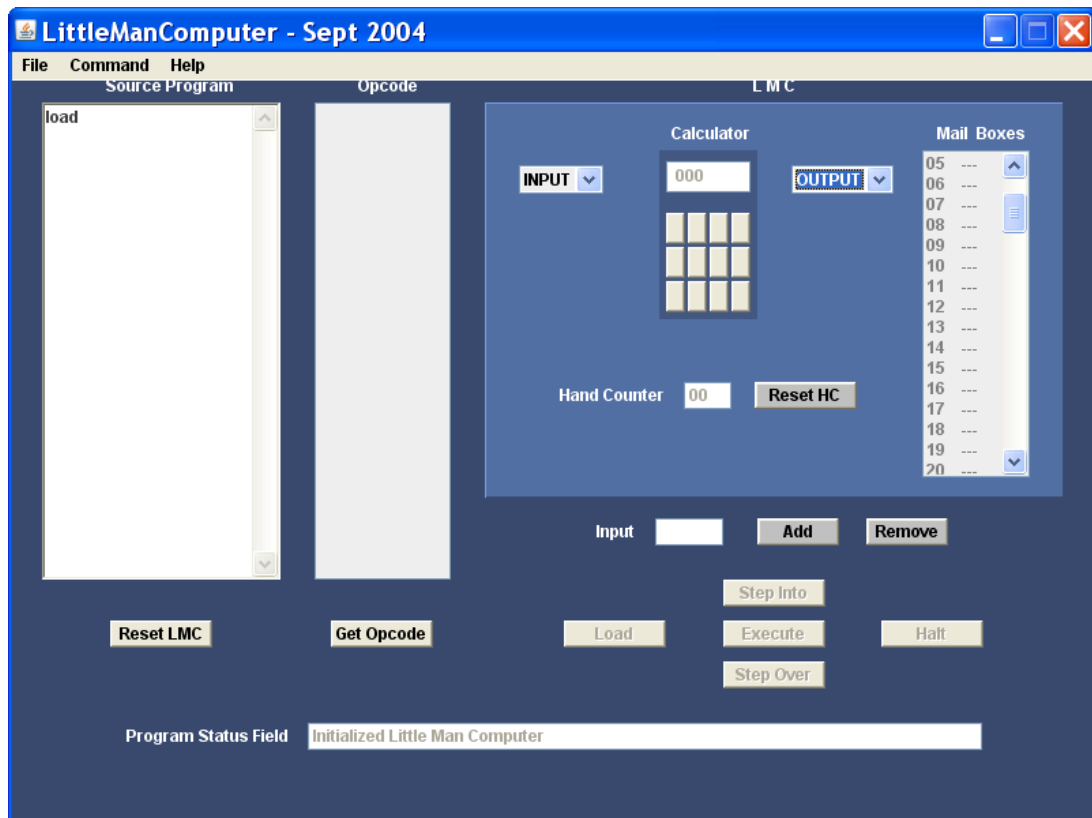 LittleManComputer - Sept 2004
File Command Help
Source Program Opcode L M C
load
Calculator Mail Boxes
INPUT 000 OUTPUT
05 ---
06 ---
07 ---
08 ---
09 ---
10 ---
11 ---
12 ---
13 ---
14 ---
15 ---
16 ---
17 ---
18 ---
19 ---
20 ---
Hand Counter 00 Reset HC
Input Add Remove
Step Into
Reset LMC Get Opcode Load Execute Halt
Step Over
Program Status Field Initialized Little Man Computer